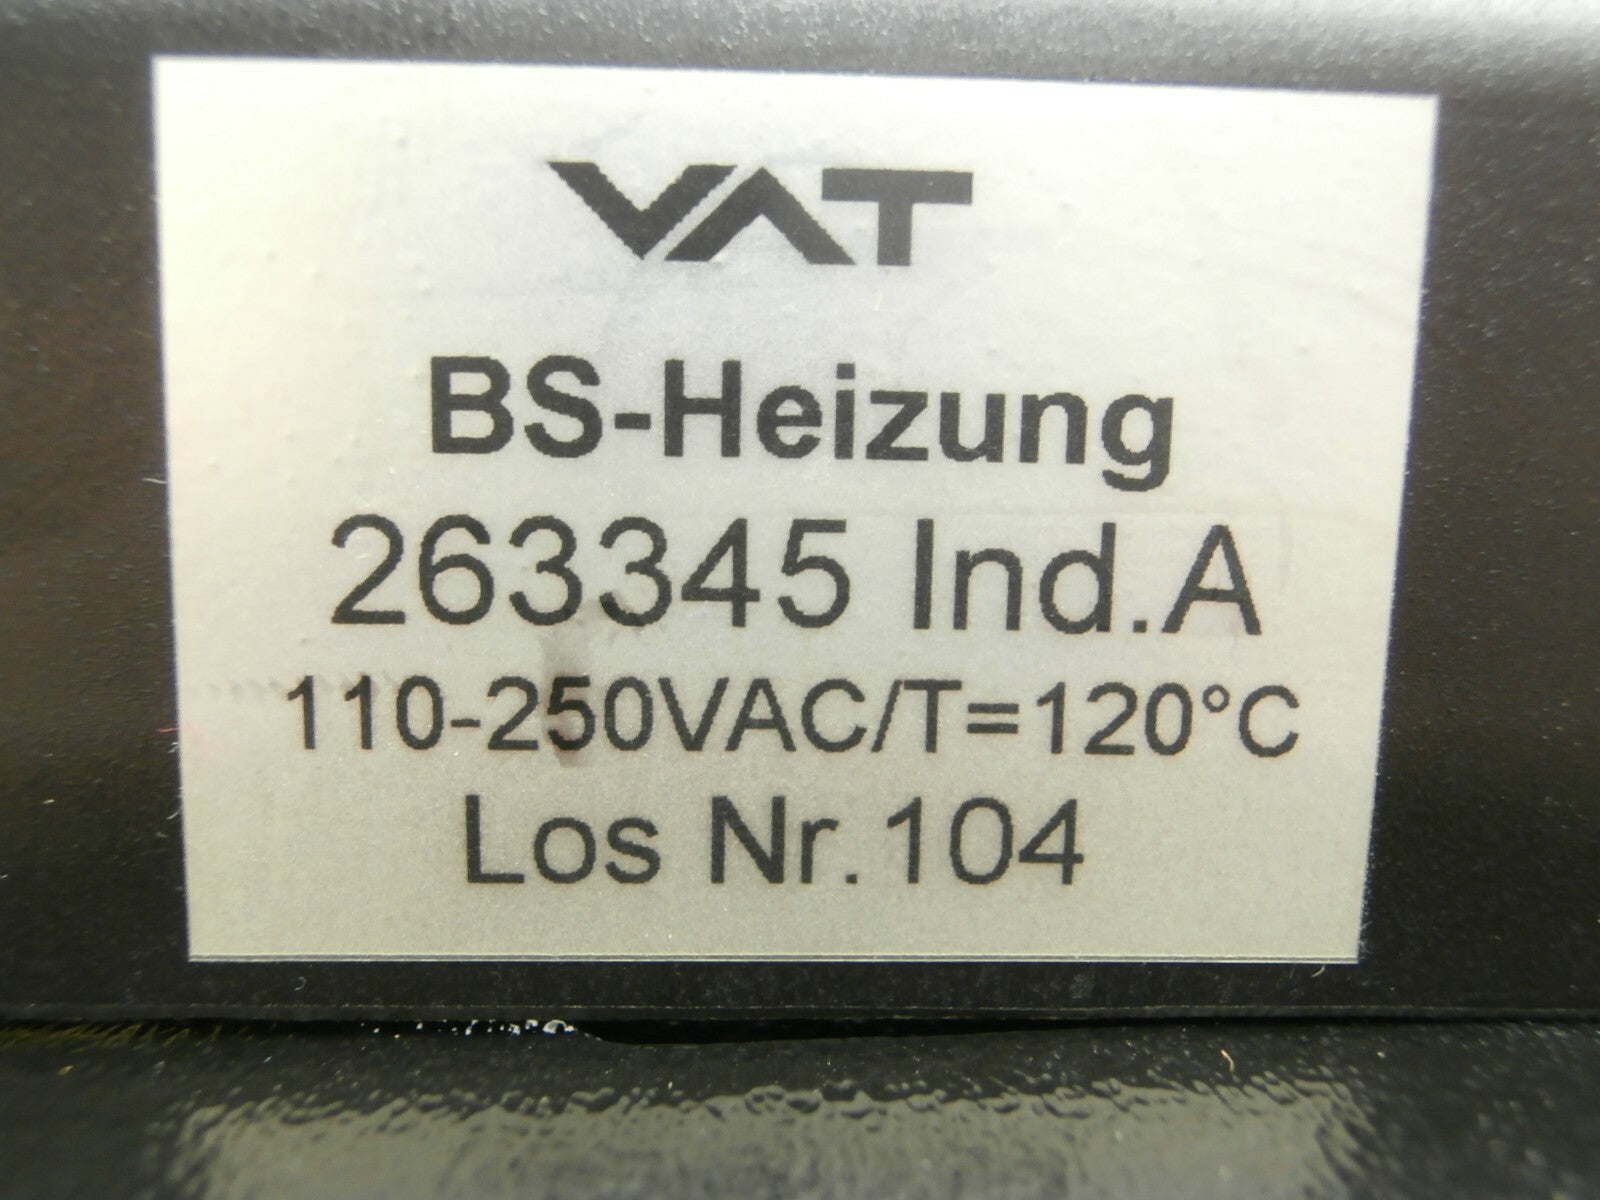 VAT
BS-Heizung
263345 Ind.A
110-250VAC/T=120°C
Los Nr.104